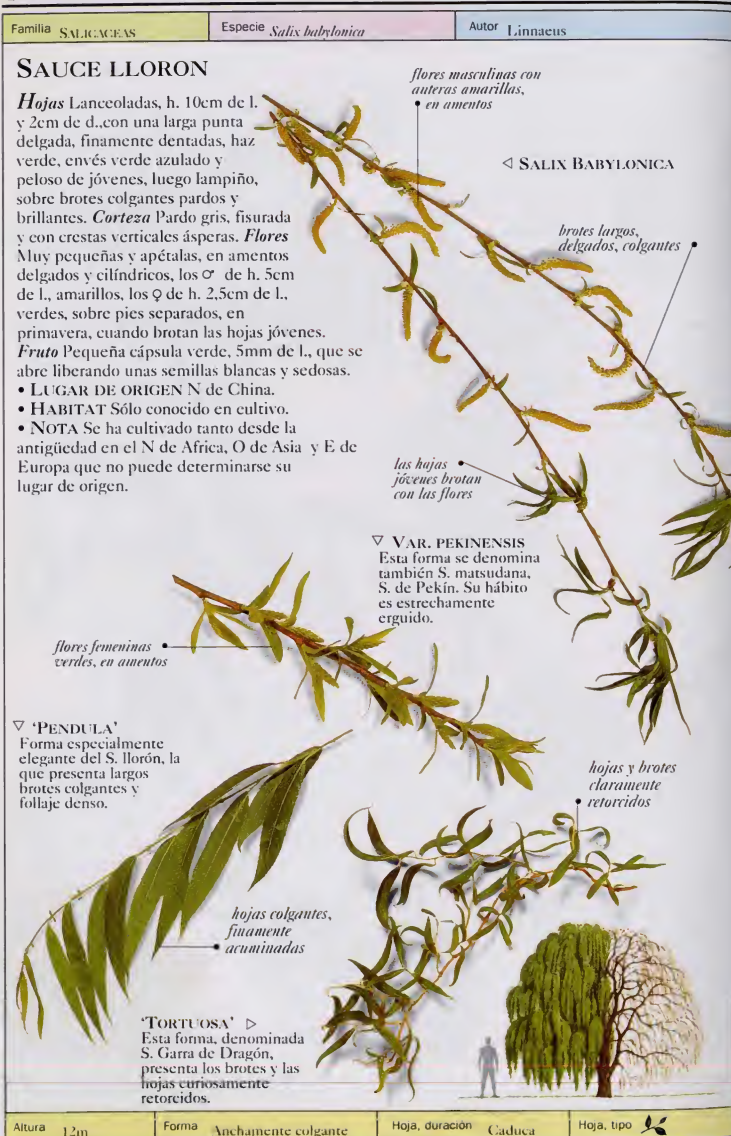 Familia SALICACEAS
Especie Salix babylonica
Autor Linnaeus
SAUCE LLORON
Hojas Lanceoladas, h. 10cm de l.
y 2cm de d.,con una larga punta
delgada, finamente dentadas, haz
verde, envés verde azulado y
peloso de jóvenes, luego lampiño,
sobre brotes colgantes pardos y
brillantes. Corteza Pardo gris, fisurada
y con crestas verticales ásperas. Flores
Muy pequeñas y apétalas, en amentos
delgados y cilíndricos, los ♂ de h. 5cm
de l., amarillos, los ♀ de h. 2,5cm de l.,
verdes, sobre pies separados, en
primavera, cuando brotan las hojas jóvenes.
Fruto Pequeña cápsula verde, 5mm de l., que se
abre liberando unas semillas blancas y sedosas.
• LUGAR DE ORIGEN N de China.
• HABITAT Sólo conocido en cultivo.
• NOTA Se ha cultivado tanto desde la
antigüedad en el N de Africa, O de Asia y E de
Europa que no puede determinarse su
lugar de origen.
flores masculinas con
auteras amarillas,
en amentos
◁ SALIX BABYLONICA
brotes largos,
delgados, colgantes
las hojas
jóvenes brotan
con las flores
▽ VAR. PEKINENSIS
Esta forma se denomina
también S. matsudana,
S. de Pekín. Su hábito
es estrechamente
erguido.
flores femeninas
verdes, en amentos
▽ 'PENDULA'
Forma especialmente
elegante del S. llorón, la
que presenta largos
brotes colgantes y
follaje denso.
hojas y brotes
claramente
retorcidos
hojas colgantes,
finamente
acuminadas
'TORTUOSA' ▷
Esta forma, denominada
S. Garra de Dragón,
presenta los brotes y las
hojas curiosamente
retorcidos.
Altura 12m
Forma Anchamente colgante
Hoja, duración Caduca
Hoja, tipo